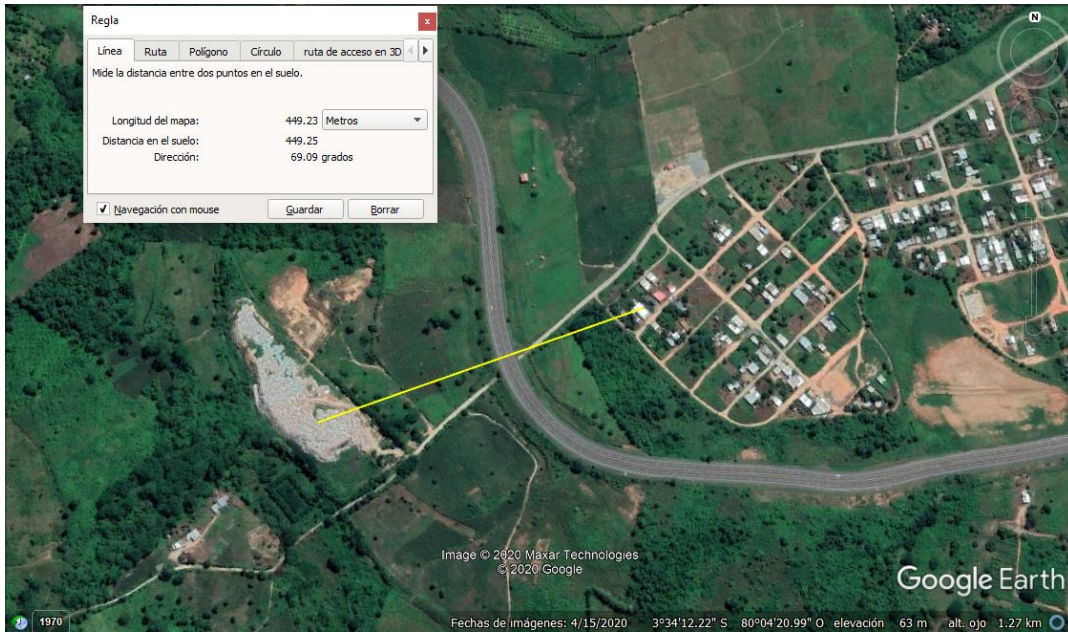 Regla
x
Línea Ruta Polígono Círculo ruta de acceso en 3D
Mide la distancia entre dos puntos en el suelo.
Longitud del mapa: 449.23 Metros
Distancia en el suelo: 449.25
Dirección: 69.09 grados
Navegación con mouse Guardar Borrar
N
Image © 2020 Maxar Technologies
© 2020 Google
Google Earth
1970
Fechas de imágenes: 4/15/2020 3°34'12.22" S 80°04'20.99" O elevación 63 m alt. ojo 1.27 km